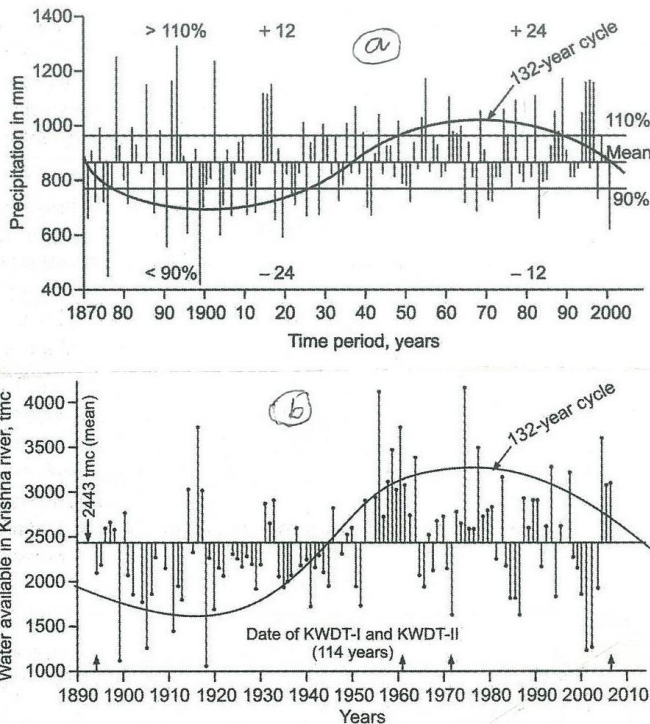 1400
1200
1000
800
600
400
Precipitation in mm
> 110% + 12 a + 24
132-year cycle
110%
Mean
90%
< 90% – 24 – 12
1870 80 90 1900 10 20 30 40 50 60 70 80 90 2000
Time period, years
4000
3500
3000
2500
2000
1500
1000
Water available in Krishna river, tmc
2443 tmc (mean)
b
132-year cycle
Date of KWDT-I and KWDT-II
(114 years)
1890 1900 1910 1920 1930 1940 1950 1960 1970 1980 1990 2000 2010
Years